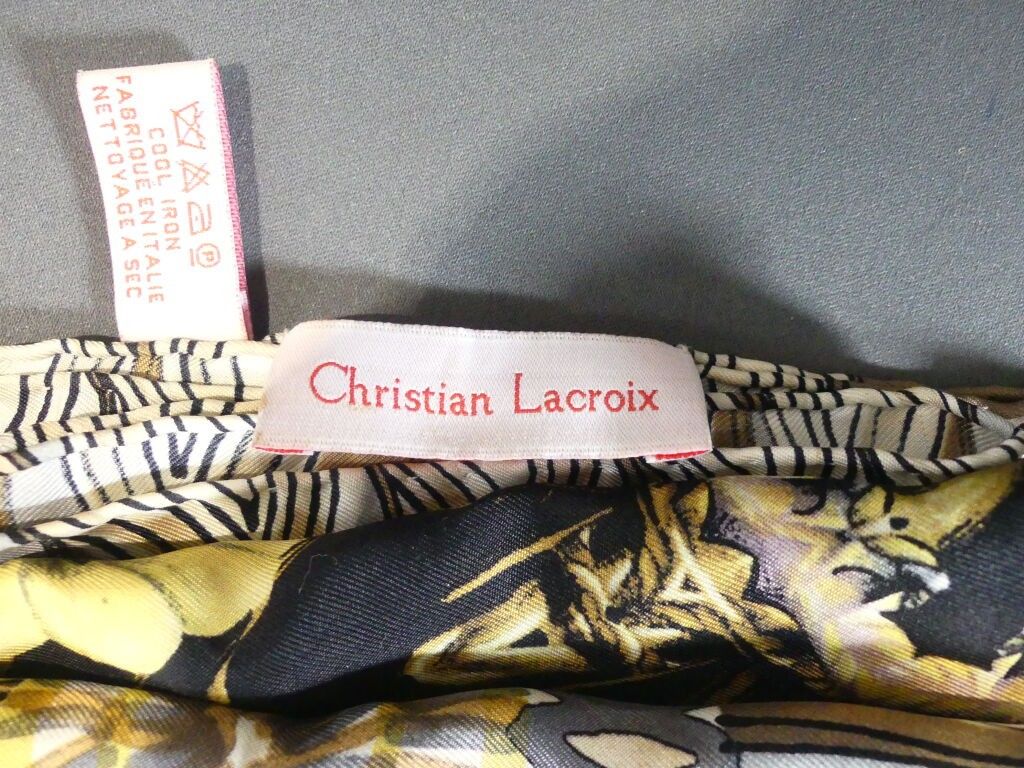 Ⓟ
COOL IRON
FABRIQUE EN ITALIE
NETTOYAGE A SEC
Christian Lacroix